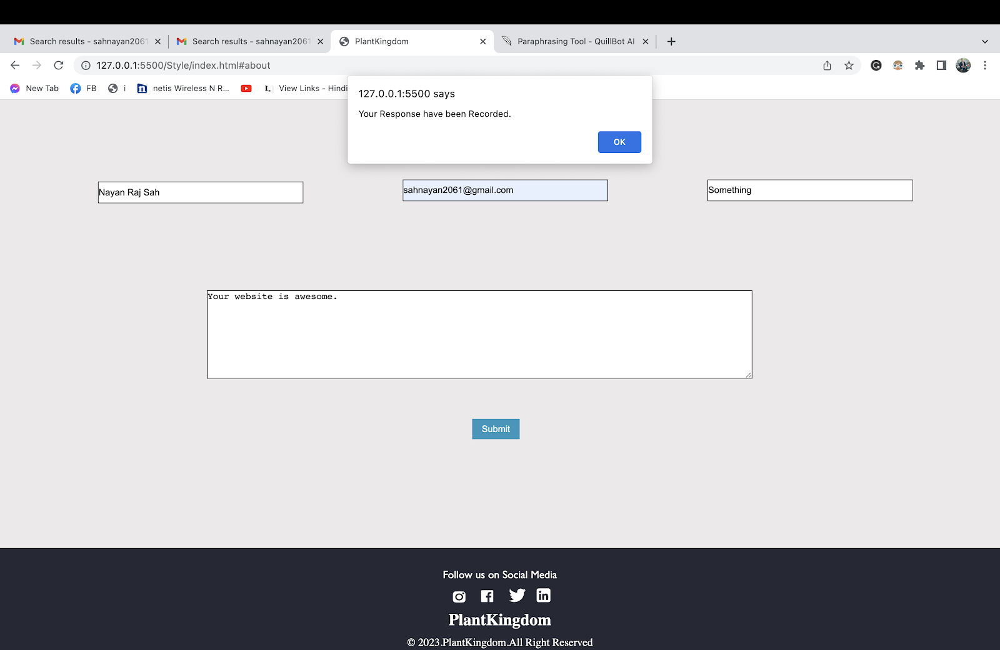 Search results - sahnayan2061
Search results - sahnayan2061
PlantKingdom
Paraphrasing Tool - QuillBot AI
127.0.0.1:5500/Style/index.html#about
New Tab
FB
i
netis Wireless N R...
View Links - Hindi
127.0.0.1:5500 says
Your Response have been Recorded.
OK
Nayan Raj Sah
sahnayan2061@gmail.com
Something
Your website is awesome.
Submit
Follow us on Social Media
PlantKingdom
© 2023.PlantKingdom.All Right Reserved